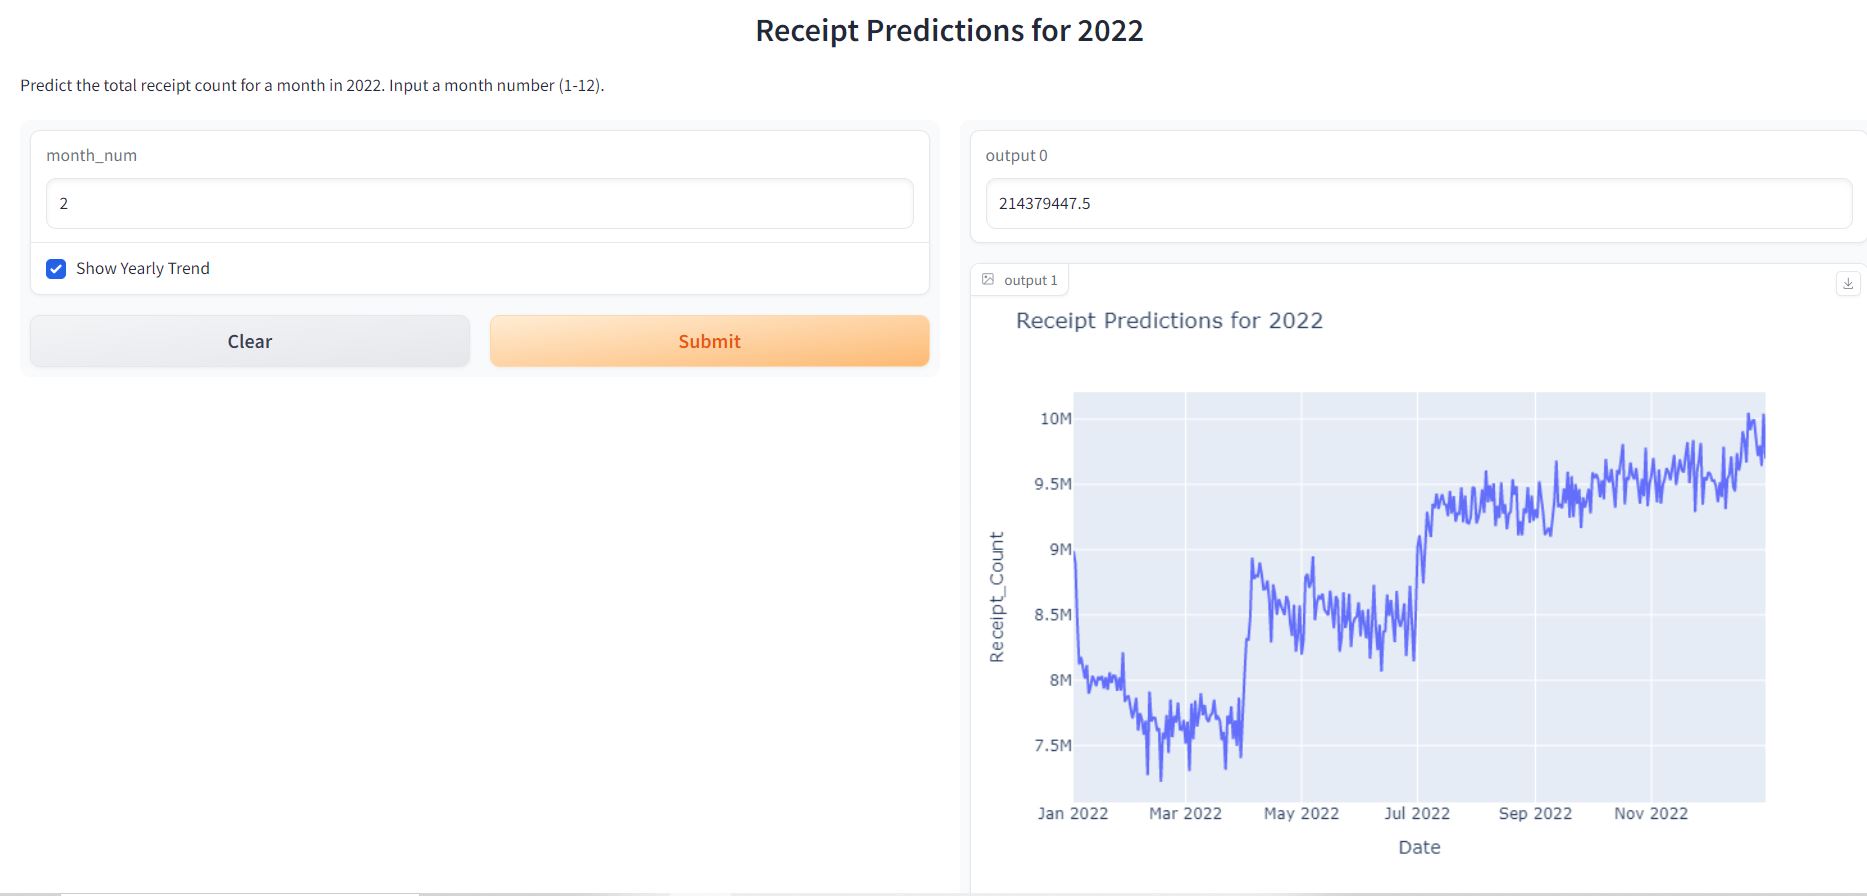 Receipt Predictions for 2022
Predict the total receipt count for a month in 2022. Input a month number (1-12).
month_num
2
Show Yearly Trend
Clear
Submit
output 0
214379447.5
output 1
Receipt Predictions for 2022
10M
9.5M
9M
8.5M
8M
7.5M
Receipt_Count
Jan 2022
Mar 2022
May 2022
Jul 2022
Sep 2022
Nov 2022
Date